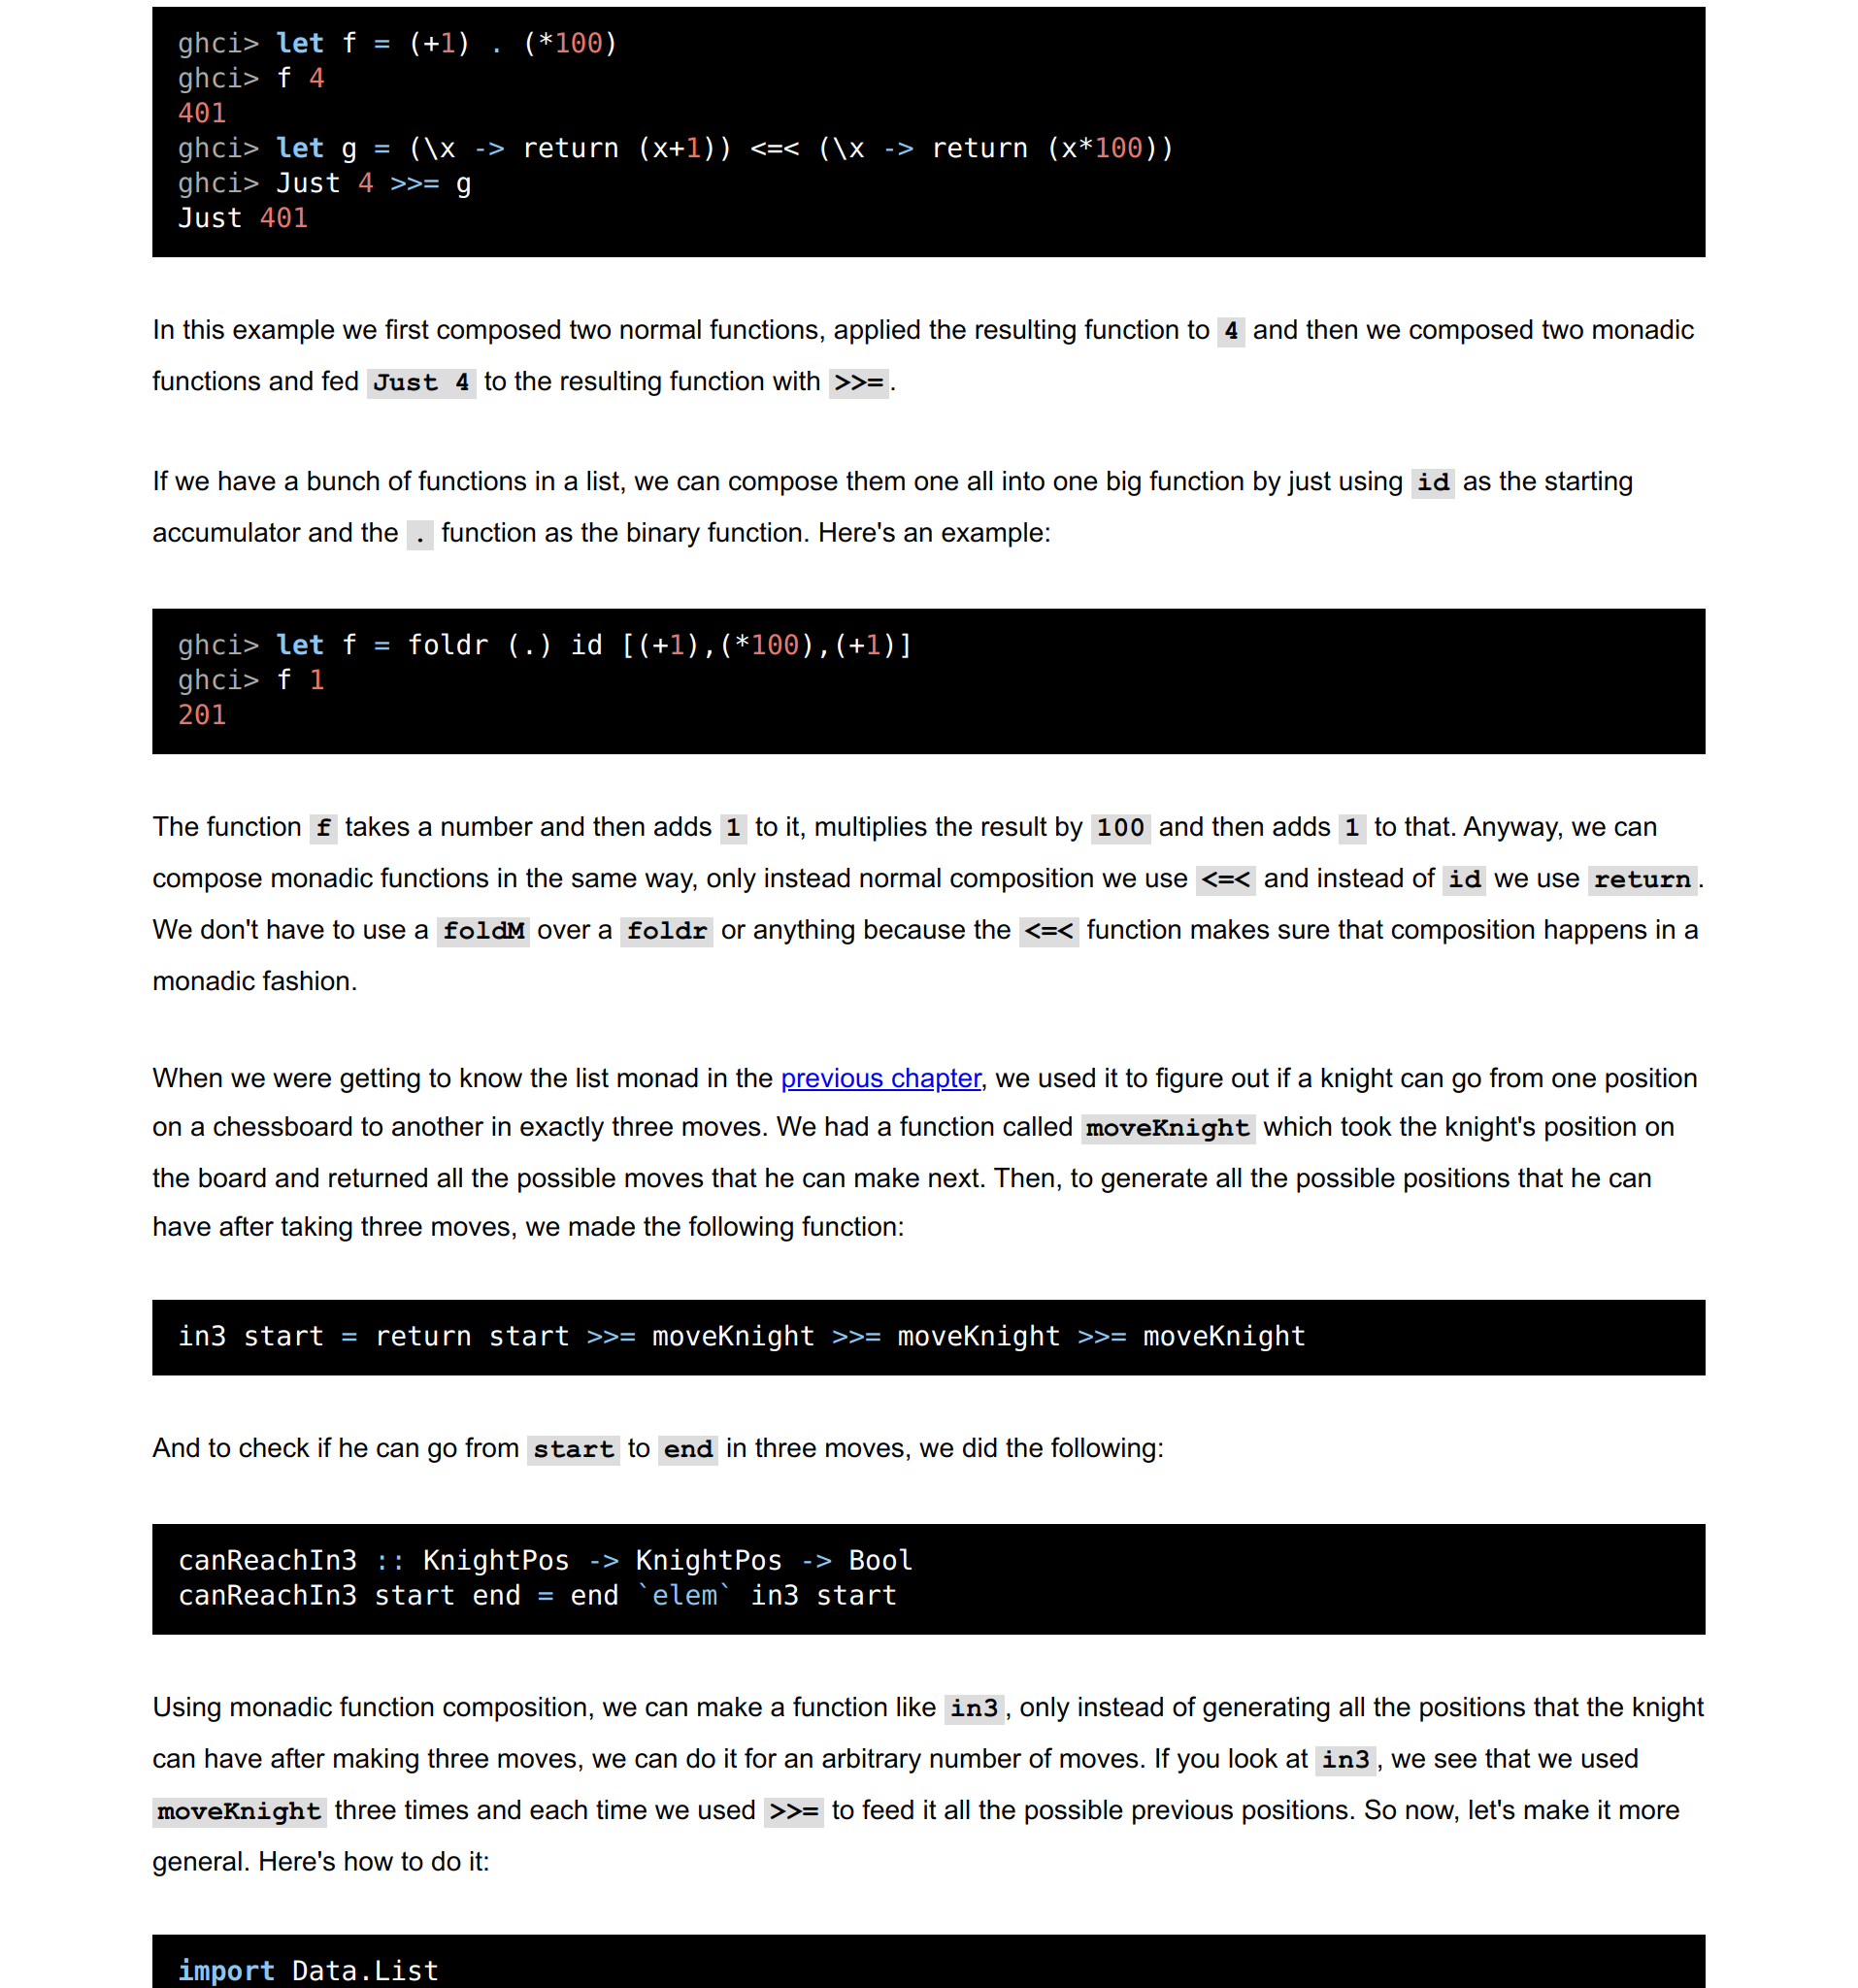 ghci> let f = (+1) . (*100)
ghci> f 4
401
ghci> let g = (\x -> return (x+1)) <=< (\x -> return (x*100))
ghci> Just 4 >>= g
Just 401
In this example we first composed two normal functions, applied the resulting function to 4 and then we composed two monadic
functions and fed Just 4 to the resulting function with >>=.
If we have a bunch of functions in a list, we can compose them one all into one big function by just using id as the starting
accumulator and the . function as the binary function. Here's an example:
ghci> let f = foldr (.) id [(+1),(*100),(+1)]
ghci> f 1
201
The function f takes a number and then adds 1 to it, multiplies the result by 100 and then adds 1 to that. Anyway, we can
compose monadic functions in the same way, only instead normal composition we use <=< and instead of id we use return.
We don't have to use a foldM over a foldr or anything because the <=< function makes sure that composition happens in a
monadic fashion.
When we were getting to know the list monad in the previous chapter, we used it to figure out if a knight can go from one position
on a chessboard to another in exactly three moves. We had a function called moveKnight which took the knight's position on
the board and returned all the possible moves that he can make next. Then, to generate all the possible positions that he can
have after taking three moves, we made the following function:
in3 start = return start >>= moveKnight >>= moveKnight >>= moveKnight
And to check if he can go from start to end in three moves, we did the following:
canReachIn3 :: KnightPos -> KnightPos -> Bool
canReachIn3 start end = end `elem` in3 start
Using monadic function composition, we can make a function like in3, only instead of generating all the positions that the knight
can have after making three moves, we can do it for an arbitrary number of moves. If you look at in3, we see that we used
moveKnight three times and each time we used >>= to feed it all the possible previous positions. So now, let's make it more
general. Here's how to do it:
import Data.List